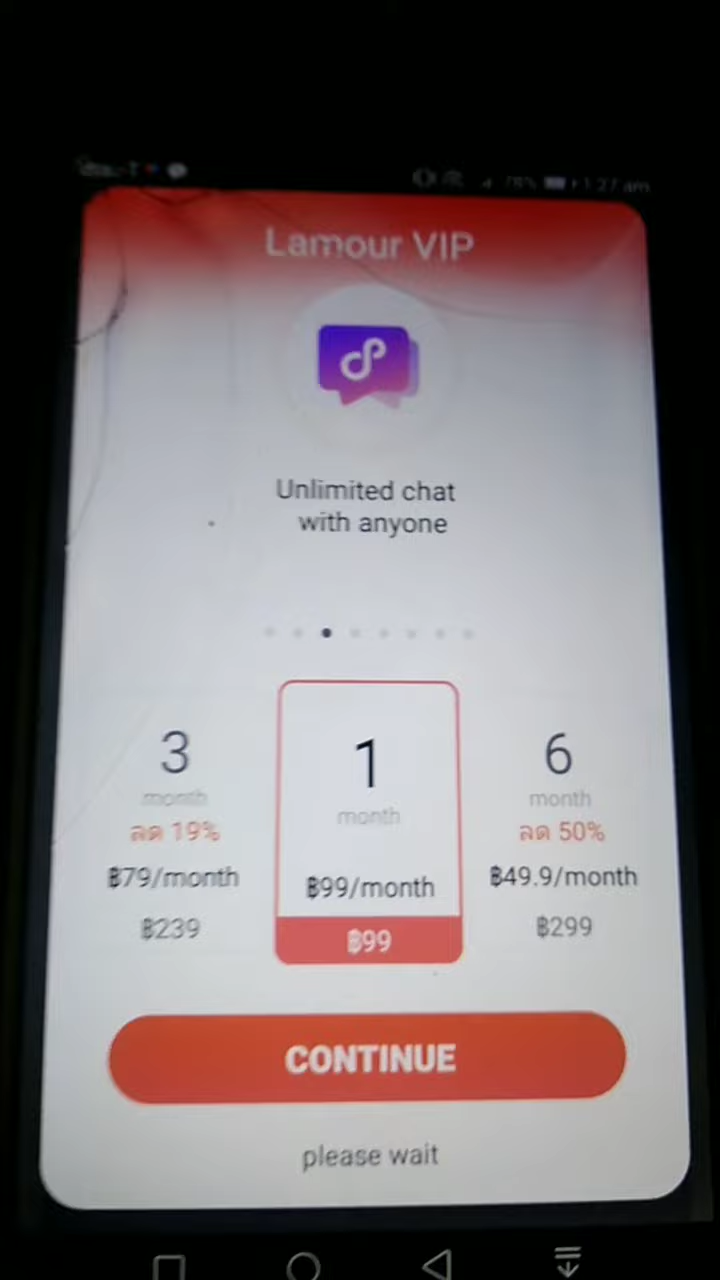 Lamour VIP
Unlimited chat
with anyone
3
month
ลด 19%
฿79/month
฿239
1
month
฿99/month
฿99
6
month
ลด 50%
฿49.9/month
฿299
CONTINUE
please wait